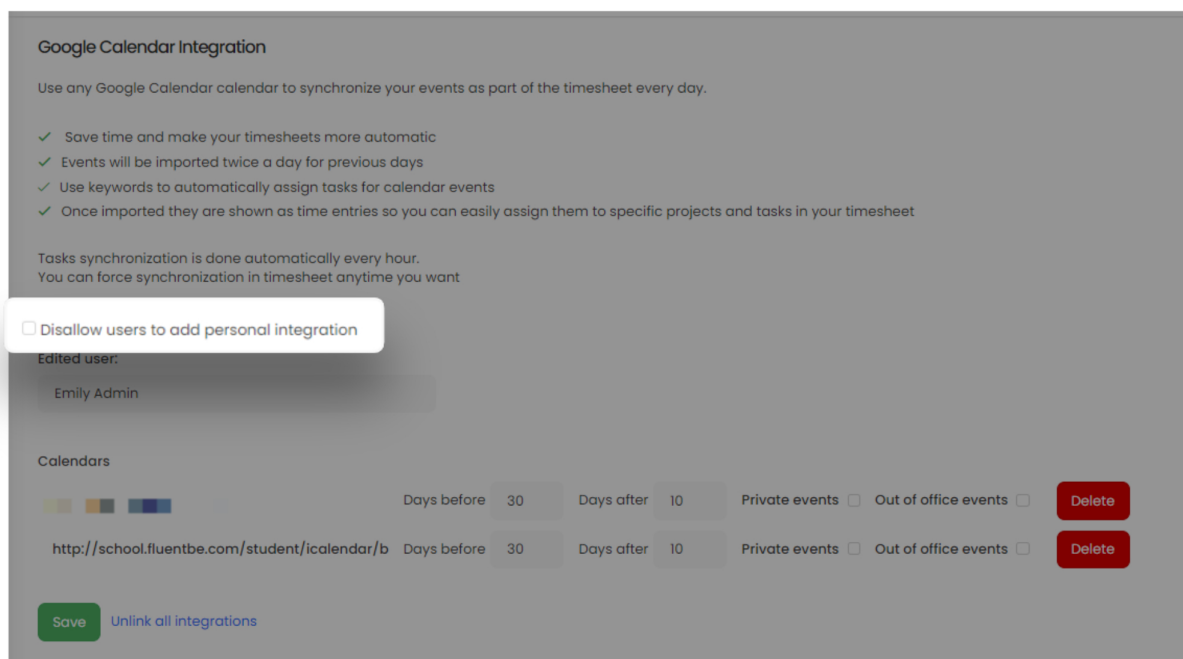 Google Calendar Integration
Use any Google Calendar calendar to synchronize your events as part of the timesheet every day.
Save time and make your timesheets more automatic
Events will be imported twice a day for previous days
Use keywords to automatically assign tasks for calendar events
Once imported they are shown as time entries so you can easily assign them to specific projects and tasks in your timesheet
Tasks synchronization is done automatically every hour.
You can force synchronization in timesheet anytime you want
Disallow users to add personal integration
Edited user:
Emily Admin
Calendars
Days before 30 Days after 10 Private events Out of office events Delete
http://school.fluentbe.com/student/icalendar/b Days before 30 Days after 10 Private events Out of office events Delete
Save Unlink all integrations